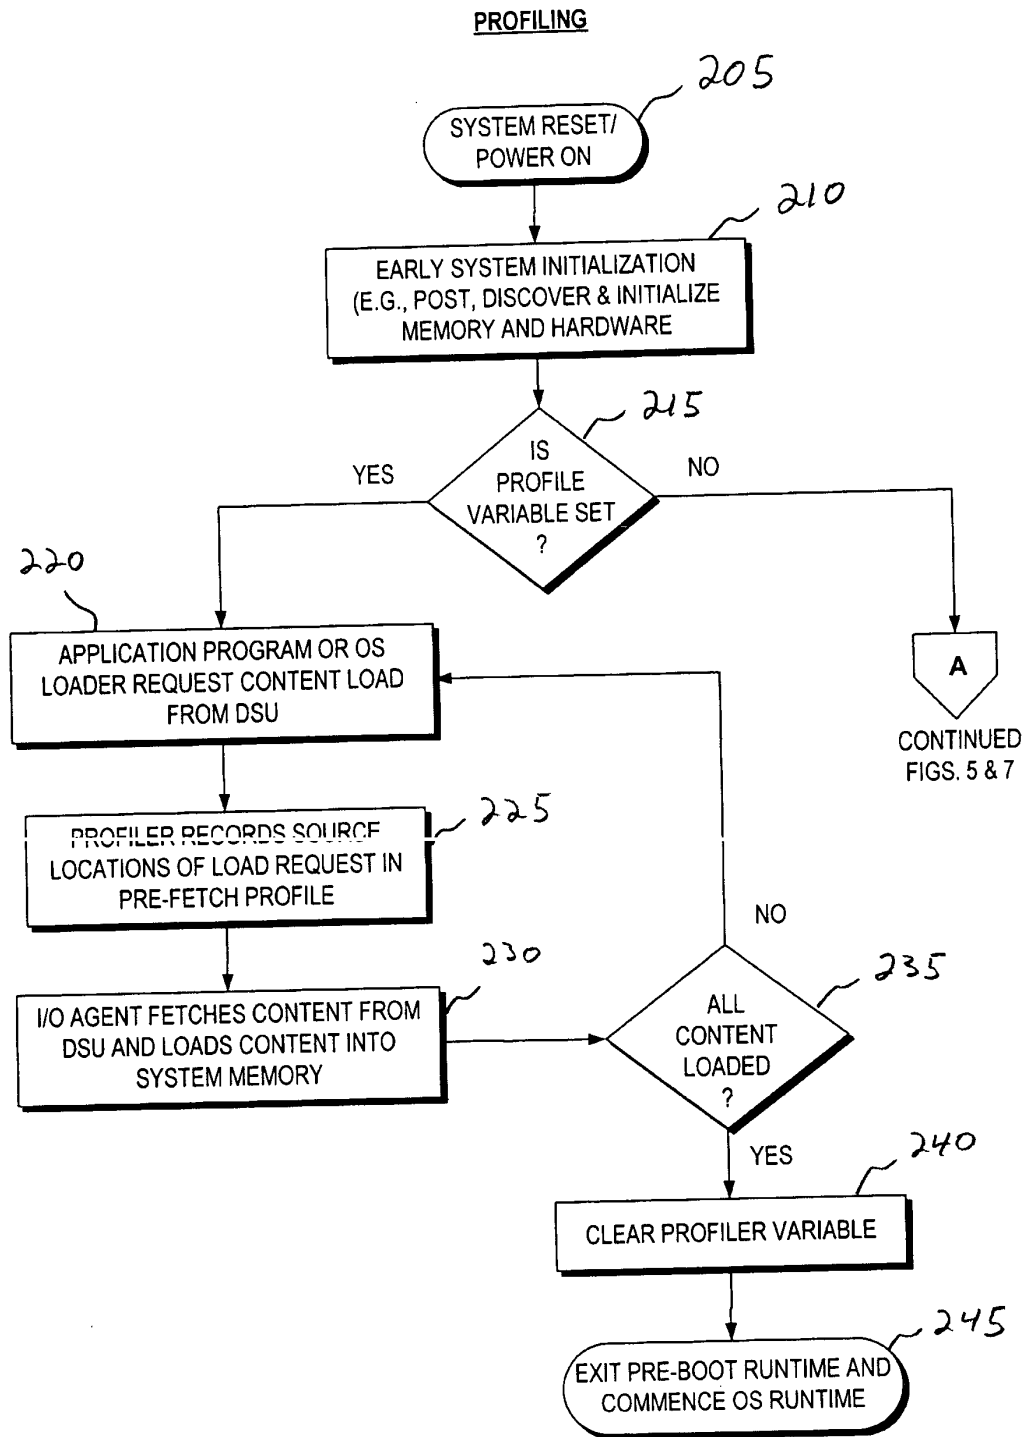 PROFILING
205
SYSTEM RESET/
POWER ON
210
EARLY SYSTEM INITIALIZATION
(E.G., POST, DISCOVER & INITIALIZE
MEMORY AND HARDWARE
215
IS
PROFILE
VARIABLE SET
?
YES
NO
220
APPLICATION PROGRAM OR OS
LOADER REQUEST CONTENT LOAD
FROM DSU
A
CONTINUED
FIGS. 5 & 7
225
PROFILER RECORDS SOURCE
LOCATIONS OF LOAD REQUEST IN
PRE-FETCH PROFILE
NO
230
I/O AGENT FETCHES CONTENT FROM
DSU AND LOADS CONTENT INTO
SYSTEM MEMORY
235
ALL
CONTENT
LOADED
?
YES
240
CLEAR PROFILER VARIABLE
245
EXIT PRE-BOOT RUNTIME AND
COMMENCE OS RUNTIME